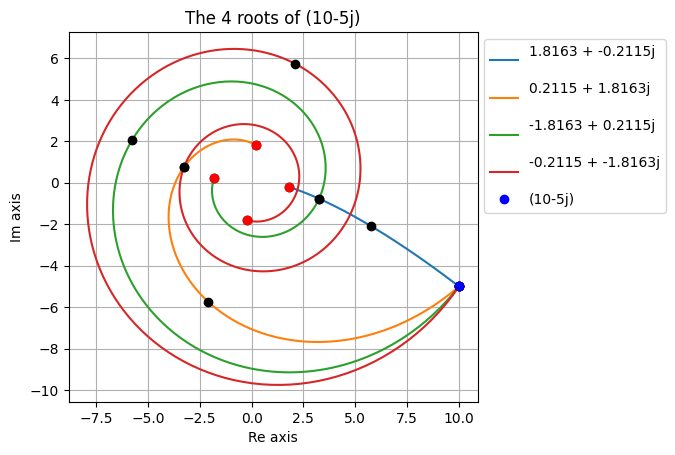 The 4 roots of (10-5j)
1.8163 + -0.2115j
0.2115 + 1.8163j
-1.8163 + 0.2115j
-0.2115 + -1.8163j
(10-5j)
Im axis
6
4
2
0
−2
−4
−6
−8
−10
−7.5 −5.0 −2.5 0.0 2.5 5.0 7.5 10.0
Re axis